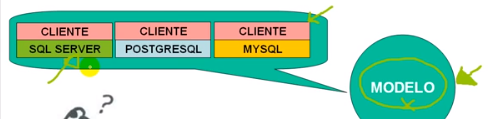 CLIENTE CLIENTE CLIENTE
SQL SERVER POSTGRESQL MYSQL
MODELO
?